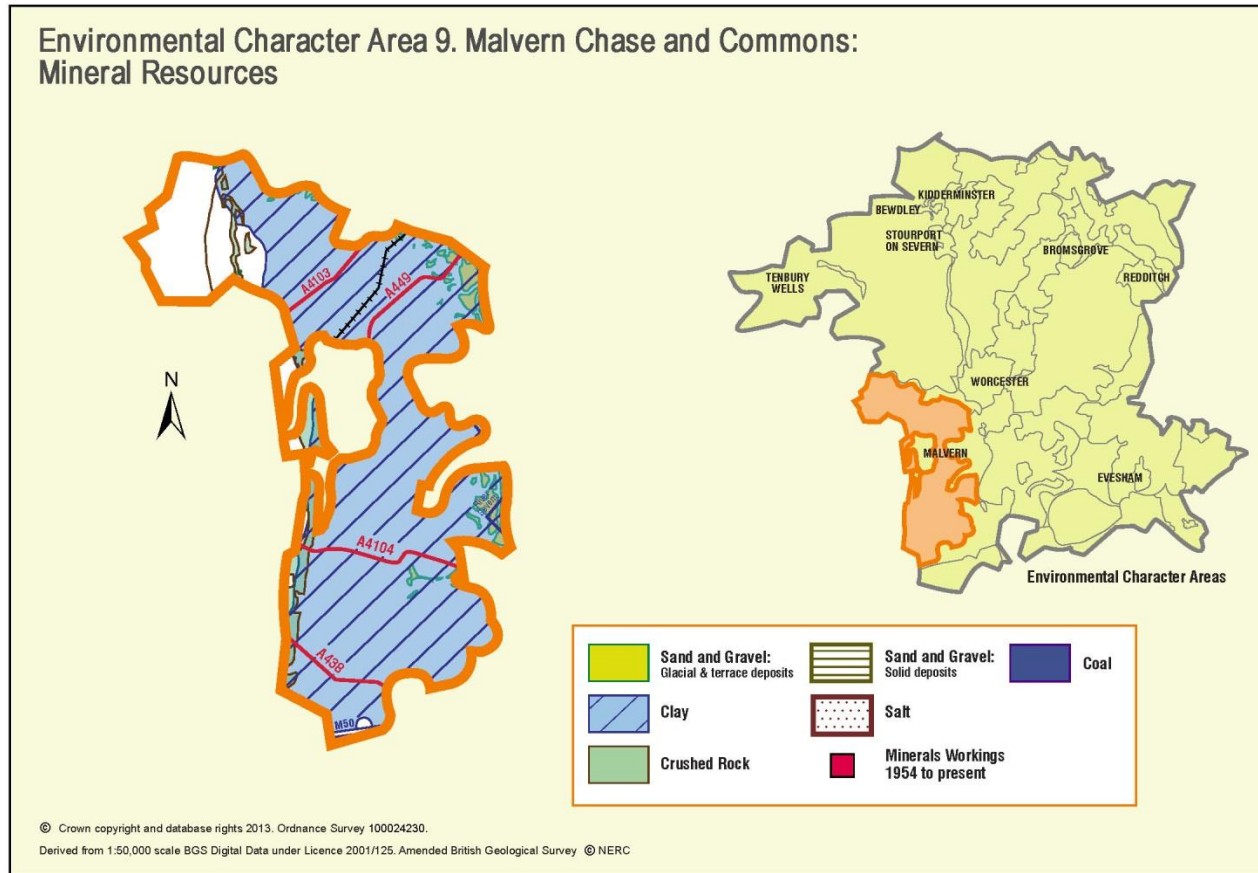 Environmental Character Area 9. Malvern Chase and Commons:
Mineral Resources
N
A4103
A449
A4104
A438
M50
KIDDERMINSTER
BEWDLEY
STOURPORT
ON SEVERN
BROMSGROVE
REDDITCH
TENBURY
WELLS
WORCESTER
MALVERN
EVESHAM
Environmental Character Areas
Sand and Gravel:
Glacial & terrace deposits
Sand and Gravel:
Solid deposits
Coal
Clay
Salt
Crushed Rock
Minerals Workings
1954 to present
© Crown copyright and database rights 2013. Ordnance Survey 100024230.
Derived from 1:50,000 scale BGS Digital Data under Licence 2001/125. Amended British Geological Survey © NERC